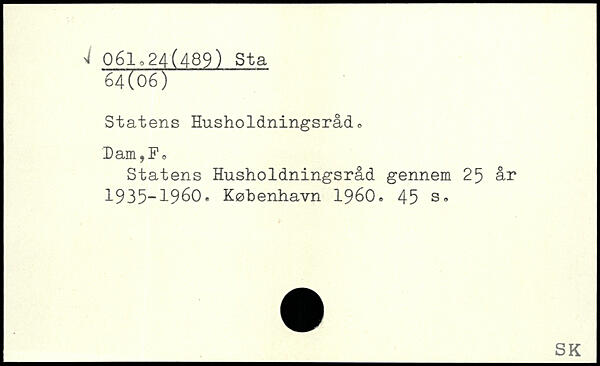 ✓ 061.24(489) Sta
64(06)
Statens Husholdningsråd.
Dam,F.
Statens Husholdningsråd gennem 25 år
1935-1960. København 1960. 45 s.
SK